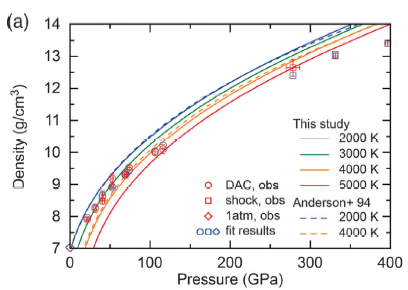 (a)
14
13
12
11
10
9
8
7
Density (g/cm³)
This study
2000 K
3000 K
4000 K
5000 K
Anderson+ 94
2000 K
4000 K
DAC, obs
shock, obs
1atm, obs
fit results
0
100
200
300
400
Pressure (GPa)